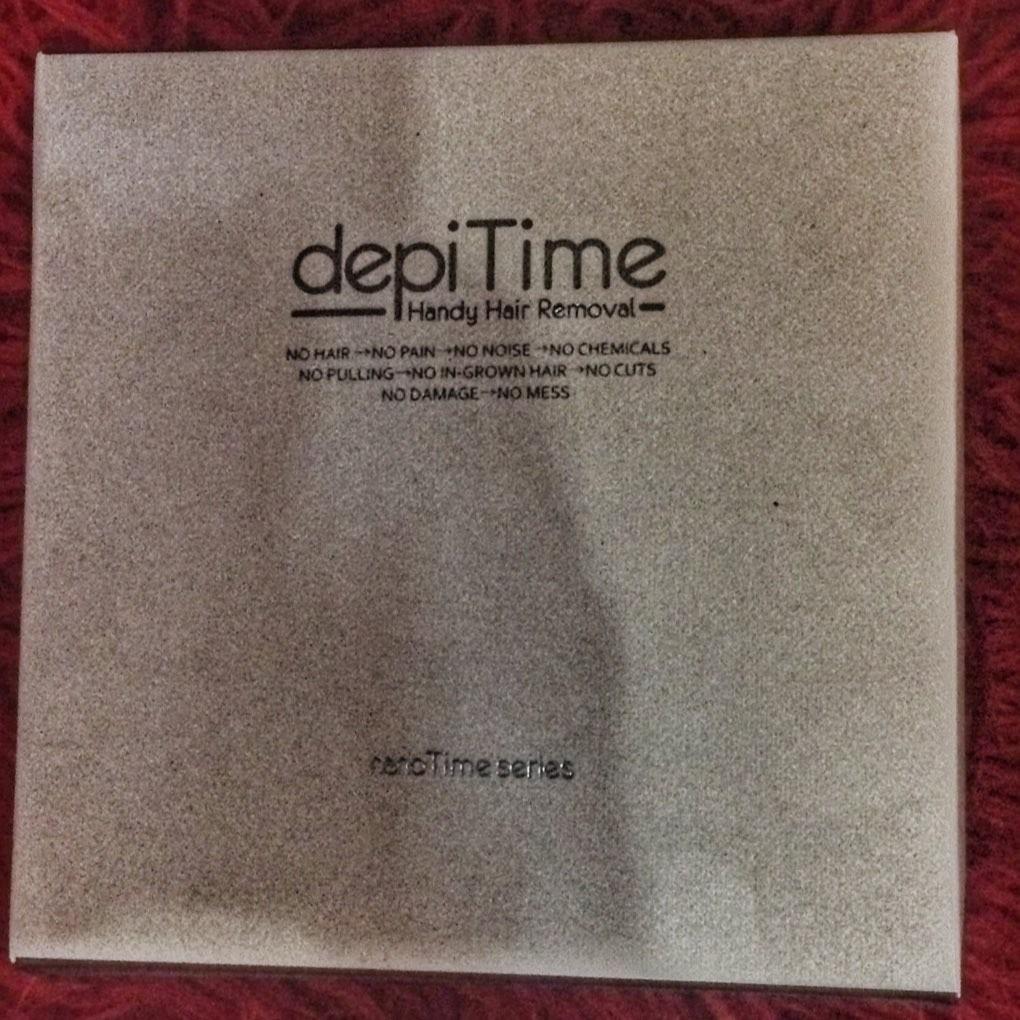 depiTime
Handy Hair Removal
NO HAIR →NO PAIN →NO NOISE →NO CHEMICALS
NO PULLING→NO IN-GROWN HAIR →NO CUTS
NO DAMAGE→NO MESS
nanoTime series